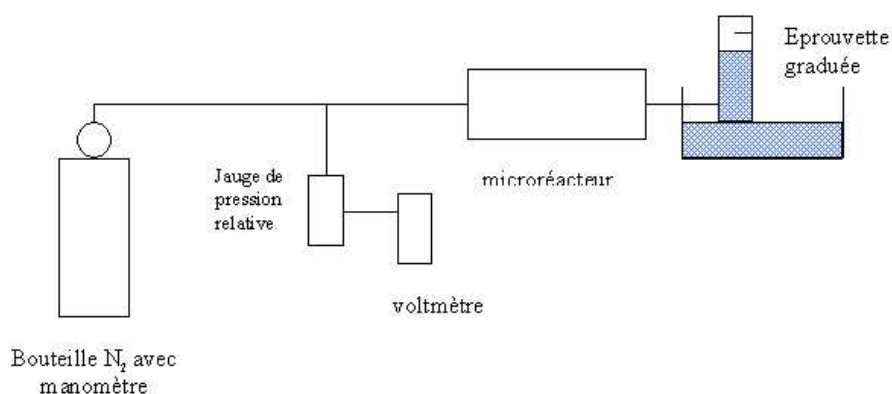 Eprouvette
graduée
Jauge de
pression
relative
microréacteur
voltmètre
Bouteille N₂ avec
manomètre